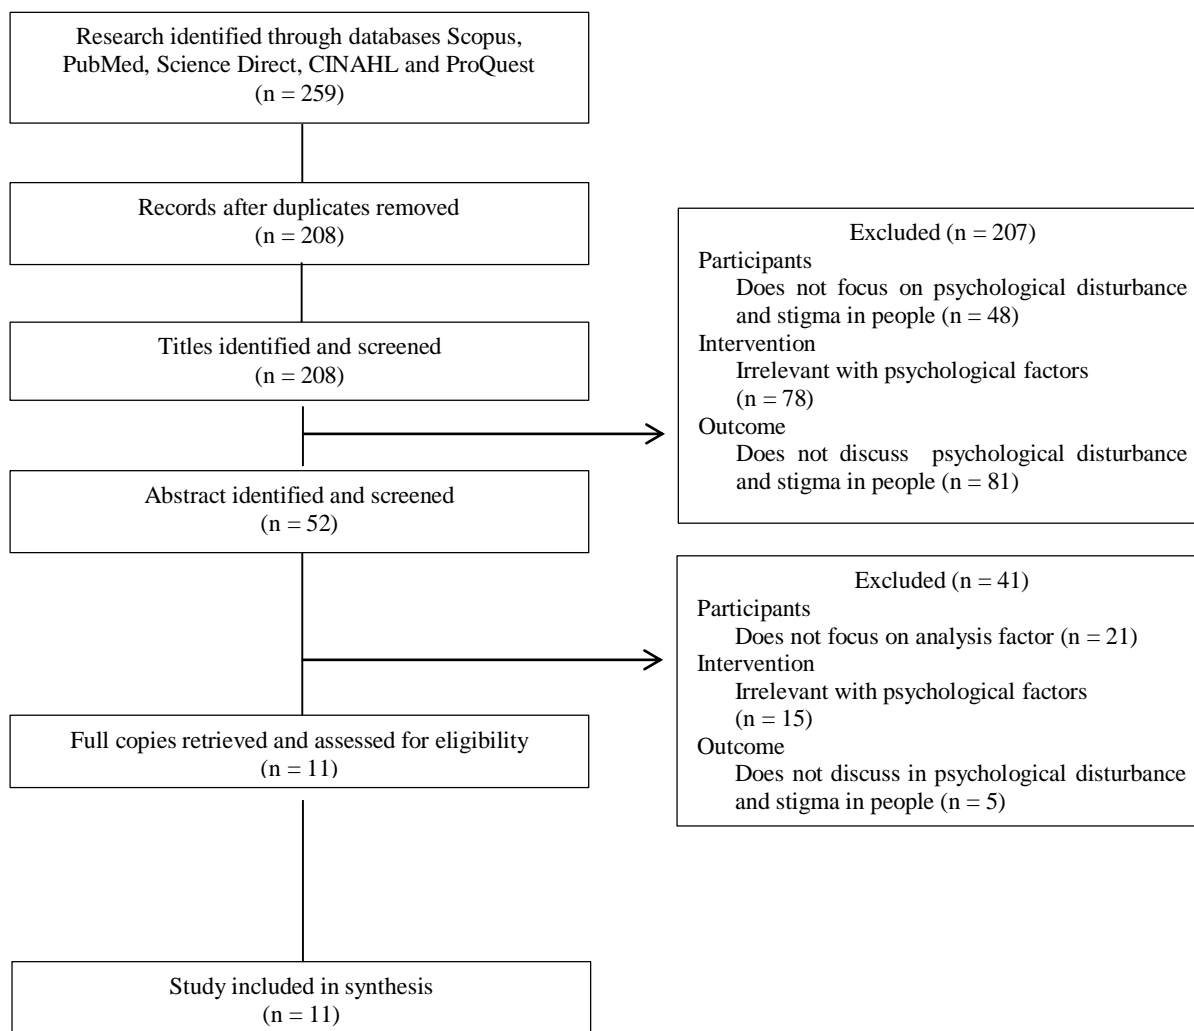 Research identified through databases Scopus,
PubMed, Science Direct, CINAHL and ProQuest
(n = 259)
Records after duplicates removed
(n = 208)
Titles identified and screened
(n = 208)
Excluded (n = 207)
Participants
Does not focus on psychological disturbance
and stigma in people (n = 48)
Intervention
Irrelevant with psychological factors
(n = 78)
Outcome
Does not discuss psychological disturbance
and stigma in people (n = 81)
Abstract identified and screened
(n = 52)
Excluded (n = 41)
Participants
Does not focus on analysis factor (n = 21)
Intervention
Irrelevant with psychological factors
(n = 15)
Outcome
Does not discuss in psychological disturbance
and stigma in people (n = 5)
Full copies retrieved and assessed for eligibility
(n = 11)
Study included in synthesis
(n = 11)